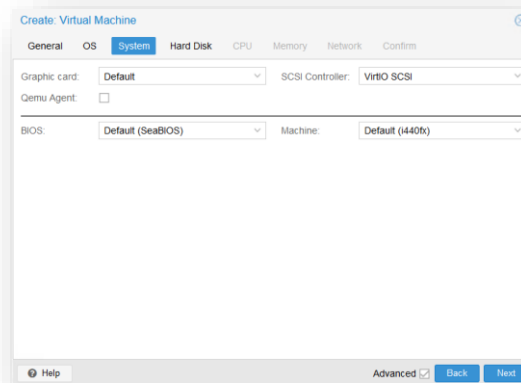 Create: Virtual Machine
General OS System Hard Disk CPU Memory Network Confirm
Graphic card: Default SCSI Controller: VirtIO SCSI
Qemu Agent:
BIOS: Default (SeaBIOS) Machine: Default (i440fx)
Help Advanced Back Next